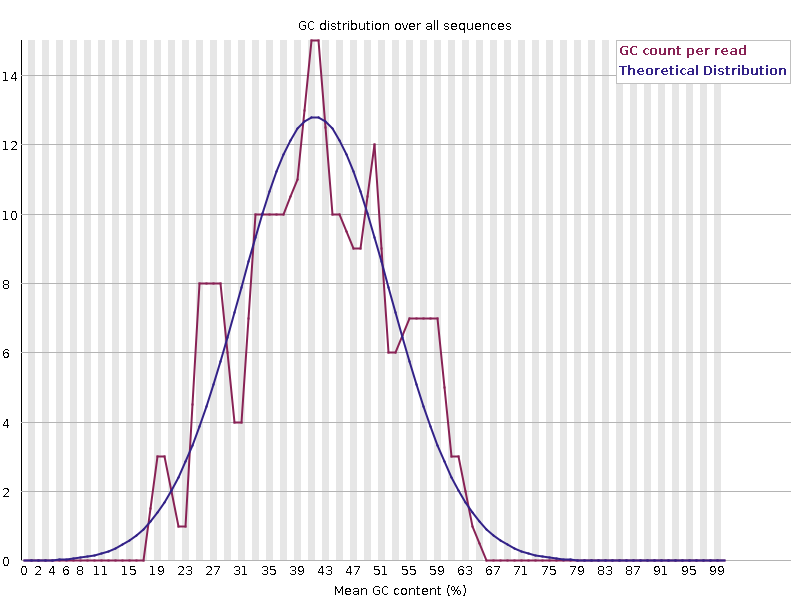 GC distribution over all sequences
GC count per read
Theoretical Distribution
14
12
10
8
6
4
2
0
0 2 4 6 8 11 15 19 23 27 31 35 39 43 47 51 55 59 63 67 71 75 79 83 87 91 95 99
Mean GC content (%)